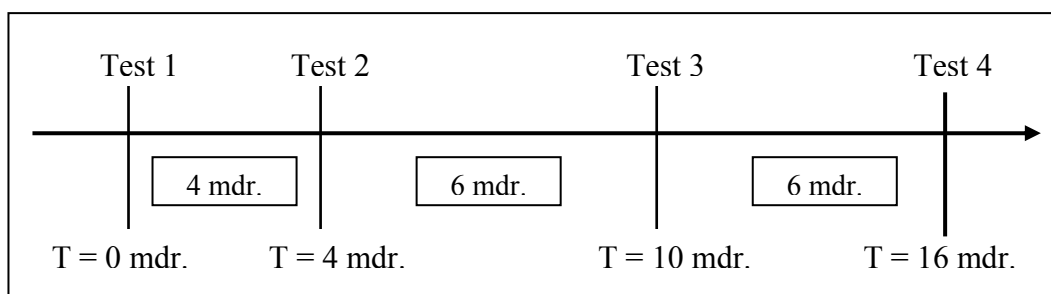 Test 1 Test 2 Test 3 Test 4
4 mdr. 6 mdr. 6 mdr.
T = 0 mdr. T = 4 mdr. T = 10 mdr. T = 16 mdr.